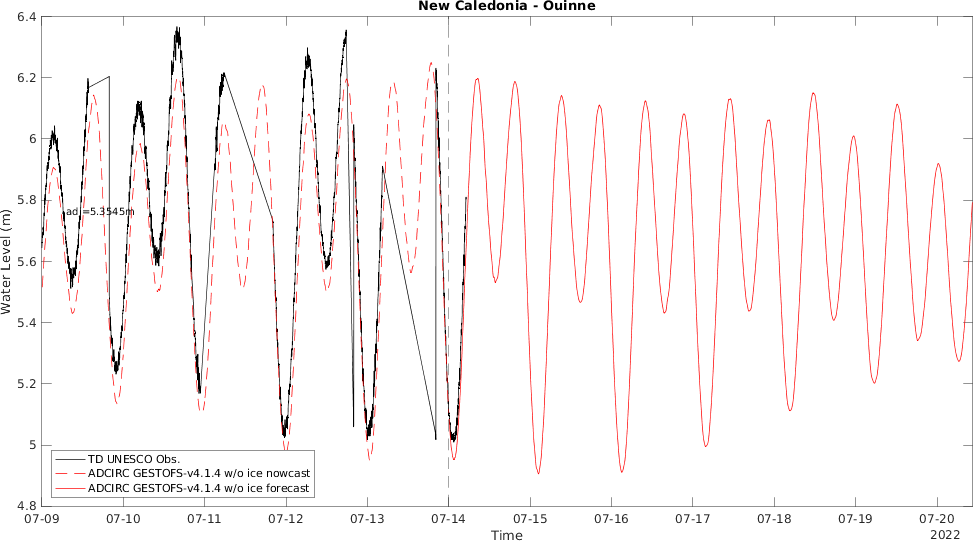 New Caledonia - Ouinne
6.4
6.2
6
5.8
5.6
5.4
5.2
5
4.8
Water Level (m)
adj=5.3545m
TD UNESCO Obs.
ADCIRC GESTOFS-v4.1.4 w/o ice nowcast
ADCIRC GESTOFS-v4.1.4 w/o ice forecast
07-09 07-10 07-11 07-12 07-13 07-14 07-15 07-16 07-17 07-18 07-19 07-20
Time
2022